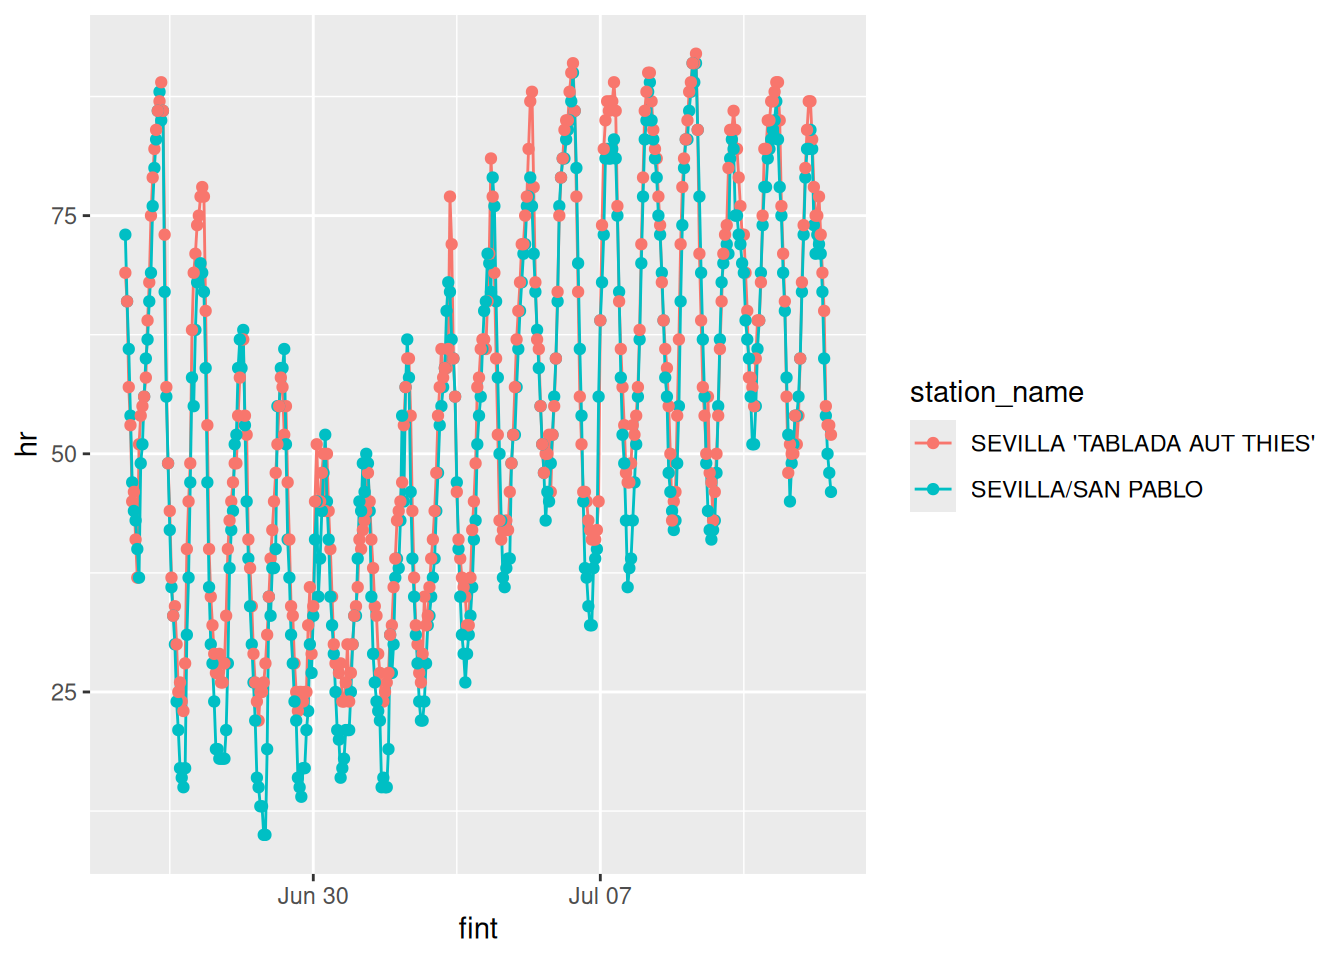 hr
75
50
25
Jun 30
Jul 07
fint
station_name
SEVILLA 'TABLADA AUT THIES'
SEVILLA/SAN PABLO